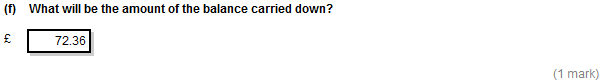 (f) What will be the amount of the balance carried down?
£ 72.36
(1 mark)